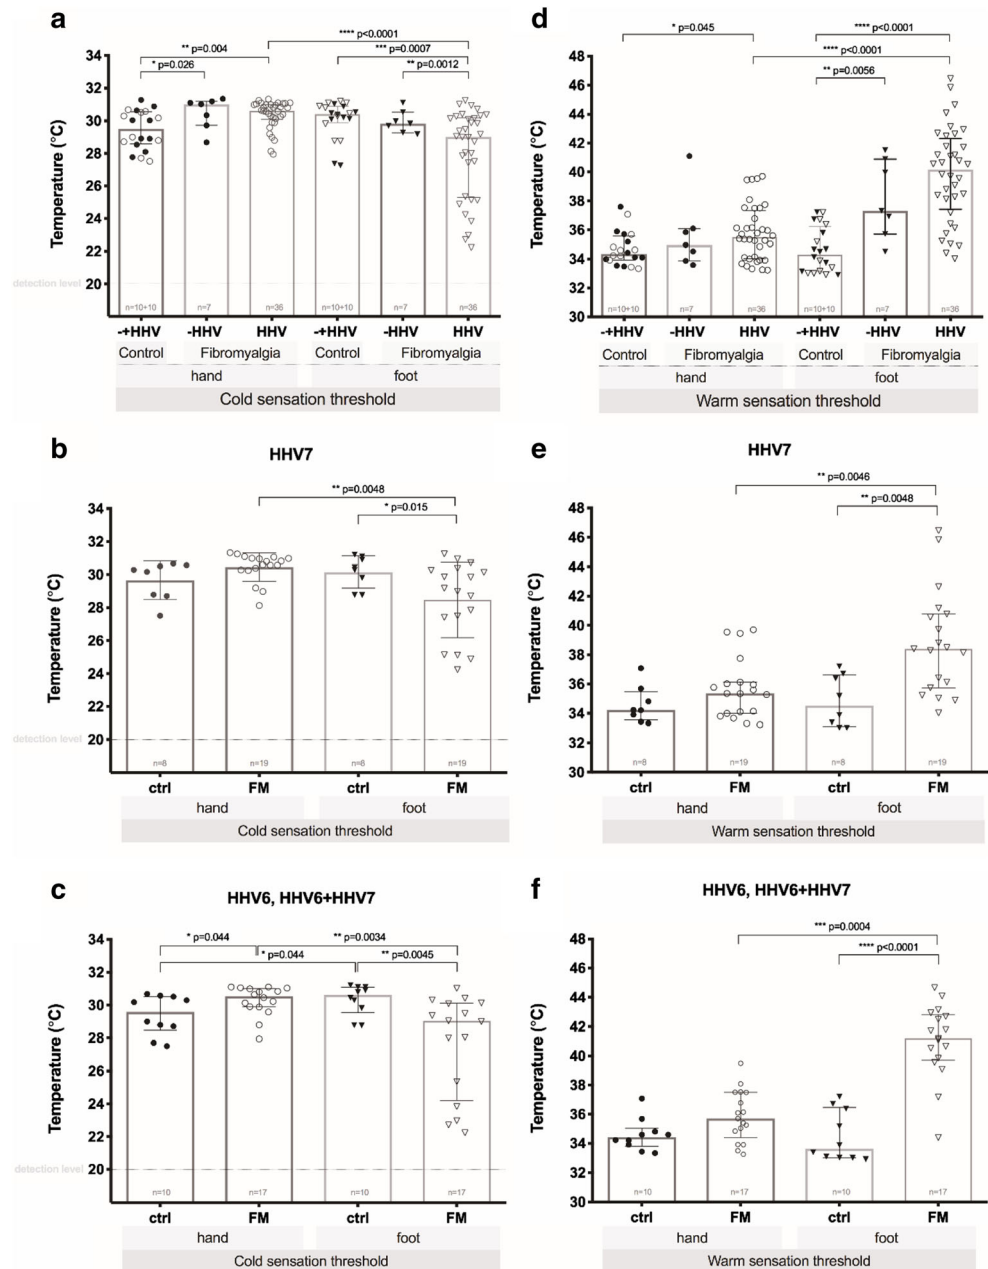 a
**** p<0.0001
** p=0.004
*** p=0.0007
* p=0.026
** p=0.0012
34
32
30
28
26
24
22
20
18
Temperature (°C)
detection level
n=10+10
n=7
n=36
n=10+10
n=7
n=36
-+HHV
-HHV
HHV
-+HHV
-HHV
HHV
Control
Fibromyalgia
Control
Fibromyalgia
hand
foot
Cold sensation threshold
d
* p=0.045
**** p<0.0001
**** p<0.0001
** p=0.0056
48
46
44
42
40
38
36
34
32
30
Temperature (°C)
n=10+10
n=7
n=36
n=10+10
n=7
n=36
-+HHV
-HHV
HHV
-+HHV
-HHV
HHV
Control
Fibromyalgia
Control
Fibromyalgia
hand
foot
Warm sensation threshold
b
HHV7
** p=0.0048
* p=0.015
34
32
30
28
26
24
22
20
18
Temperature (°C)
detection level
n=8
n=19
n=8
n=19
ctrl
FM
ctrl
FM
hand
foot
Cold sensation threshold
e
HHV7
** p=0.0046
** p=0.0048
48
46
44
42
40
38
36
34
32
30
Temperature (°C)
n=8
n=19
n=8
n=19
ctrl
FM
ctrl
FM
hand
foot
Warm sensation threshold
c
HHV6, HHV6+HHV7
* p=0.044
** p=0.0034
* p=0.044
** p=0.0045
34
32
30
28
26
24
22
20
18
Temperature (°C)
detection level
n=10
n=17
n=10
n=17
ctrl
FM
ctrl
FM
hand
foot
Cold sensation threshold
f
HHV6, HHV6+HHV7
*** p=0.0004
**** p<0.0001
48
46
44
42
40
38
36
34
32
30
Temperature (°C)
n=10
n=17
n=10
n=17
ctrl
FM
ctrl
FM
hand
foot
Warm sensation threshold